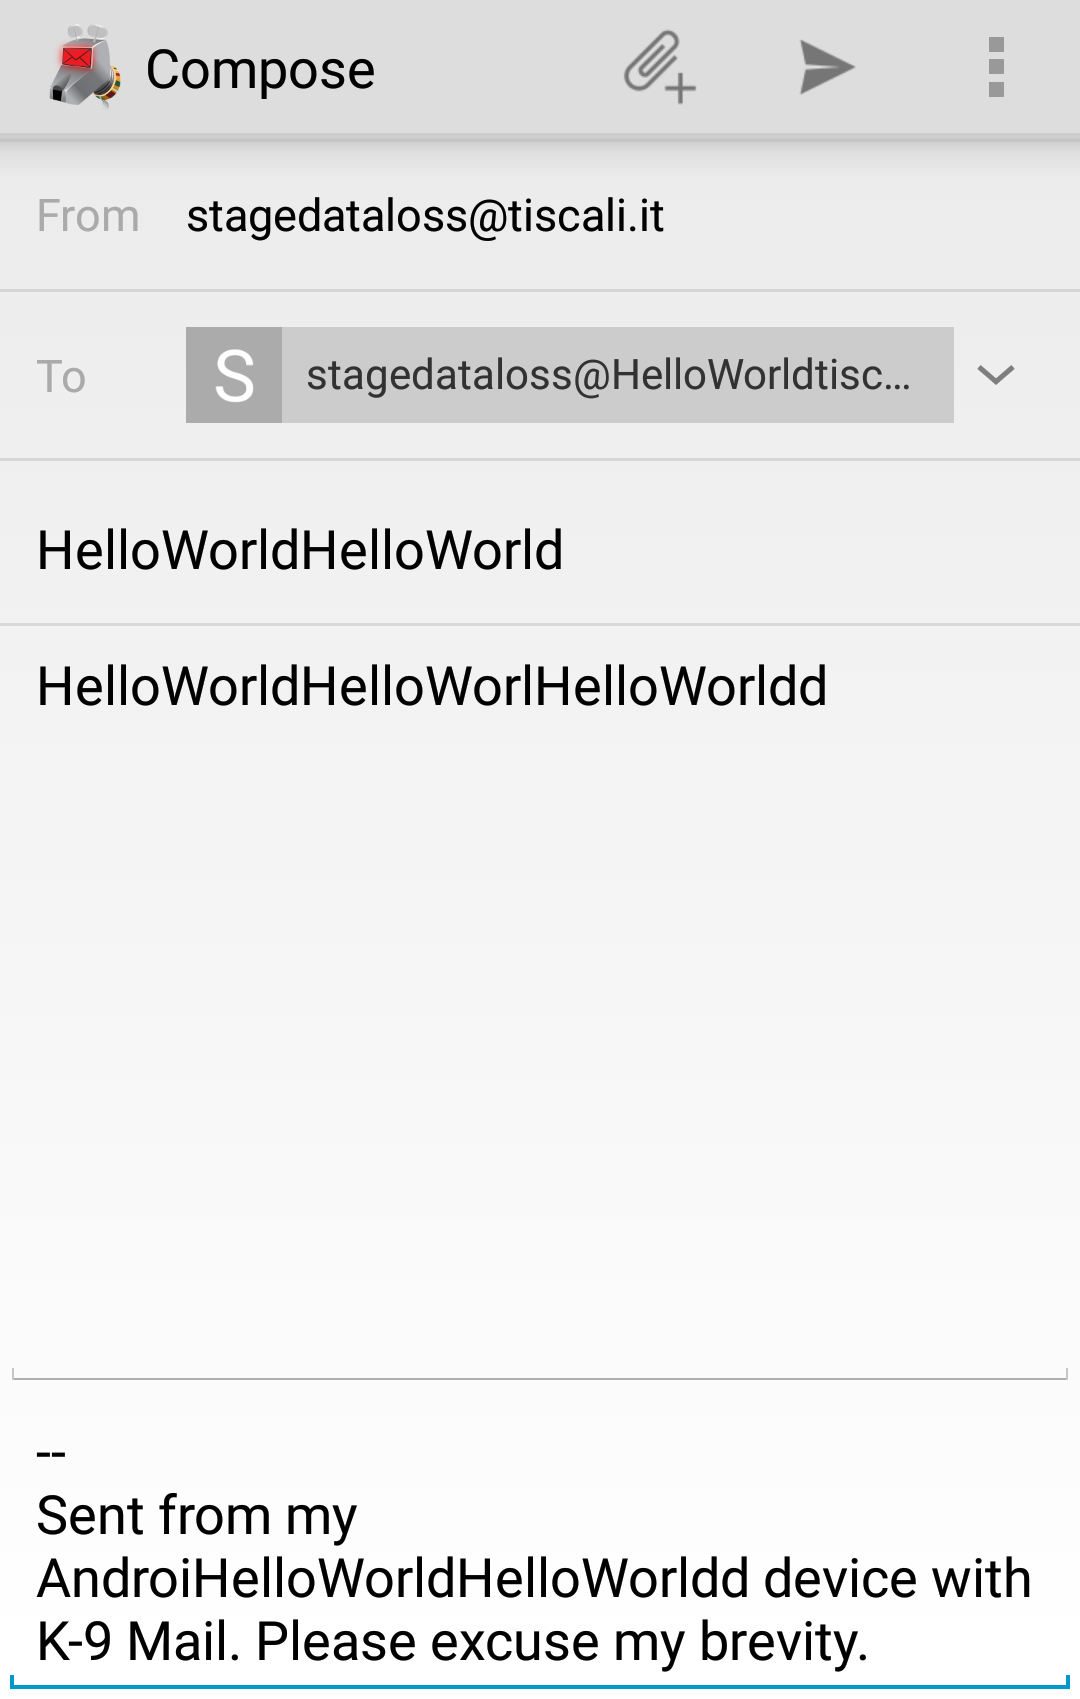 Compose
From stagedataloss@tiscali.it
To S stagedataloss@HelloWorldtisc...
HelloWorldHelloWorld
HelloWorldHelloWorlHelloWorldd
--
Sent from my
AndroiHelloWorldHelloWorldd device with
K-9 Mail. Please excuse my brevity.